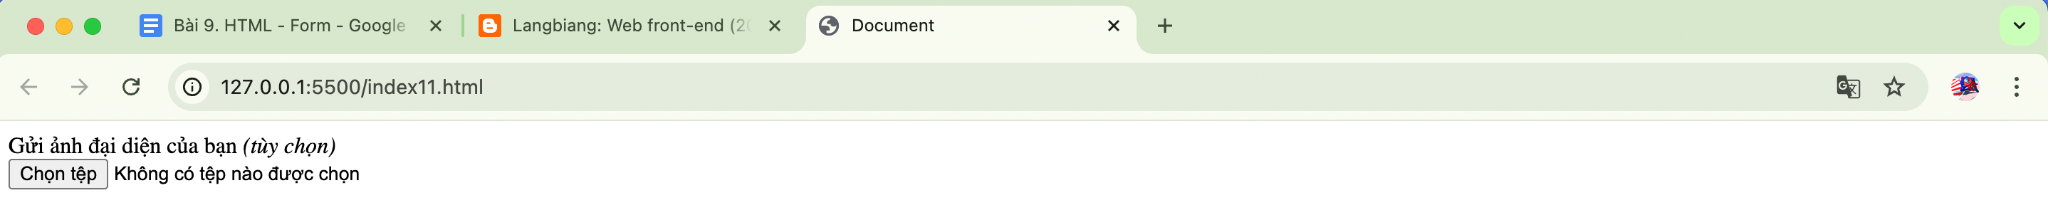 Bài 9. HTML - Form - Google
Langbiang: Web front-end (20
Document
127.0.0.1:5500/index11.html
Gửi ảnh đại diện của bạn (tùy chọn)
Chọn tệp Không có tệp nào được chọn